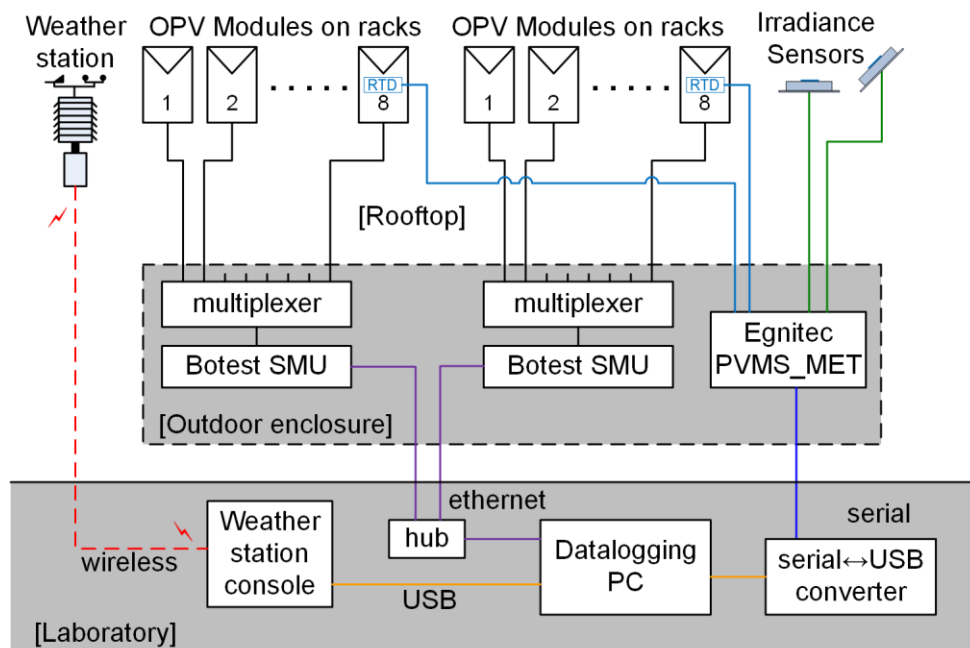 Weather
station
OPV Modules on racks
OPV Modules on racks
Irradiance
Sensors
1
2
RTD
8
1
2
RTD
8
[Rooftop]
multiplexer
multiplexer
Botest SMU
Botest SMU
Egnitec
PVMS_MET
[Outdoor enclosure]
ethernet
serial
wireless
Weather
station
console
hub
USB
Datalogging
PC
serial↔USB
converter
[Laboratory]